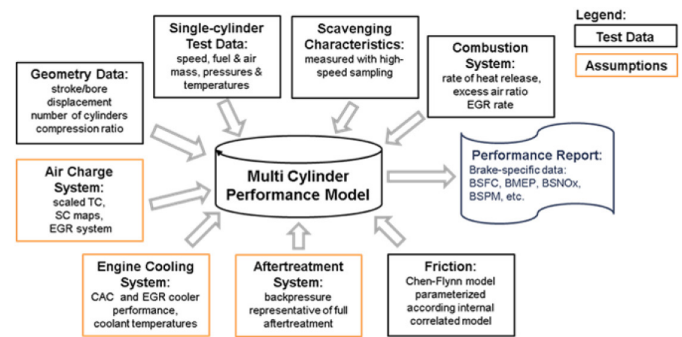 Legend:
Test Data
Assumptions
Single-cylinder
Test Data:
speed, fuel & air
mass, pressures &
temperatures
Scavenging
Characteristics:
measured with high-
speed sampling
Combustion
System:
rate of heat release,
excess air ratio
EGR rate
Geometry Data:
stroke/bore
displacement
number of cylinders
compression ratio
Air Charge
System:
scaled TC,
SC maps,
EGR system
Multi Cylinder
Performance Model
Performance Report:
Brake-specific data:
BSFC, BMEP, BSNOx,
BSPM, etc.
Engine Cooling
System:
CAC and EGR cooler
performance,
coolant temperatures
Aftertreatment
System:
backpressure
representative of full
aftertreatment
Friction:
Chen-Flynn model
parameterized
according internal
correlated model